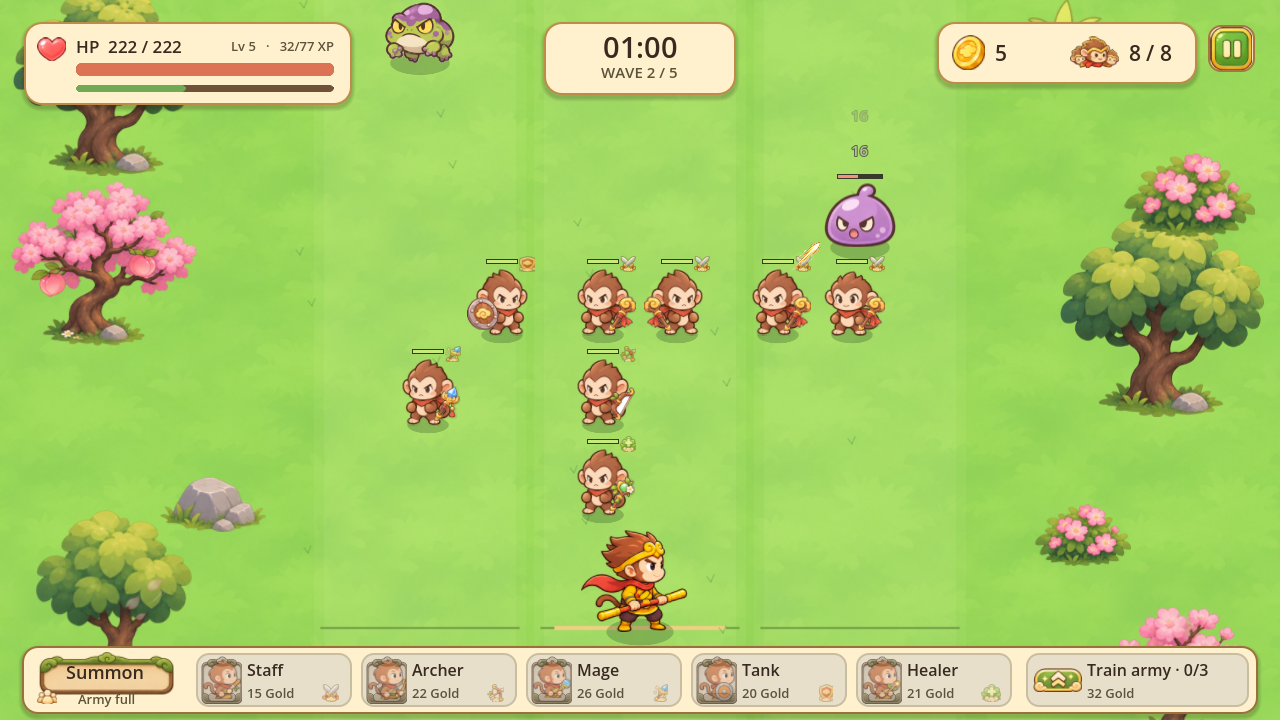 HP 222 / 222
Lv 5 · 32/77 XP
01:00
WAVE 2 / 5
5
8 / 8
16
16
Summon
Army full
Staff
15 Gold
Archer
22 Gold
Mage
26 Gold
Tank
20 Gold
Healer
21 Gold
Train army · 0/3
32 Gold